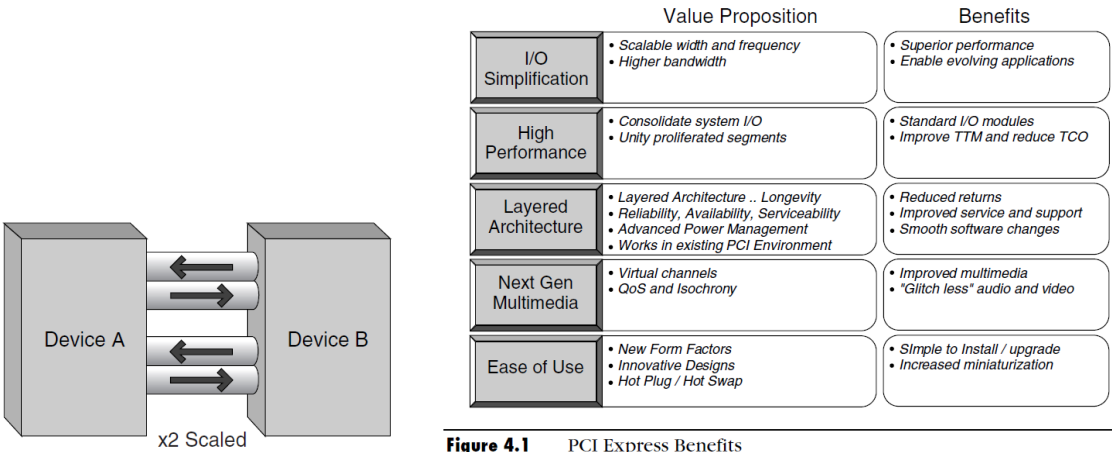 Device A
Device B
x2 Scaled
Value Proposition
Benefits
I/O
Simplification
• Scalable width and frequency
• Higher bandwidth
• Superior performance
• Enable evolving applications
High
Performance
• Consolidate system I/O
• Unity proliferated segments
• Standard I/O modules
• Improve TTM and reduce TCO
Layered
Architecture
• Layered Architecture .. Longevity
• Reliability, Availability, Serviceability
• Advanced Power Management
• Works in existing PCI Environment
• Reduced returns
• Improved service and support
• Smooth software changes
Next Gen
Multimedia
• Virtual channels
• QoS and Isochrony
• Improved multimedia
• "Glitch less" audio and video
Ease of Use
• New Form Factors
• Innovative Designs
• Hot Plug / Hot Swap
• SImple to Install / upgrade
• Increased miniaturization
Figure 4.1 PCI Express Benefits